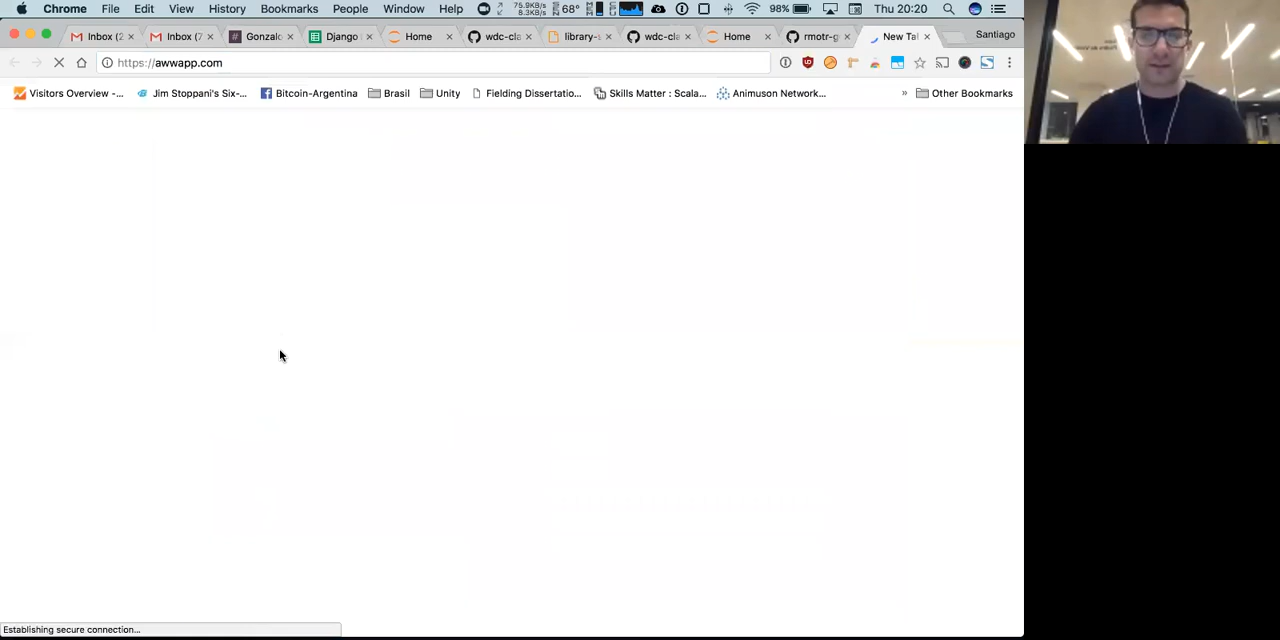 Chrome File Edit View History Bookmarks People Window Help 68° 98% Thu 20:20
Inbox (2 Inbox (7 Gonzalo Django Home wdc-cla library- wdc-cla Home rmotr-g New Tab Santiago
https://awwapp.com
Visitors Overview -... Jim Stoppani's Six-... Bitcoin-Argentina Brasil Unity Fielding Dissertatio... Skills Matter : Scala... Animuson Network... » Other Bookmarks
Establishing secure connection...